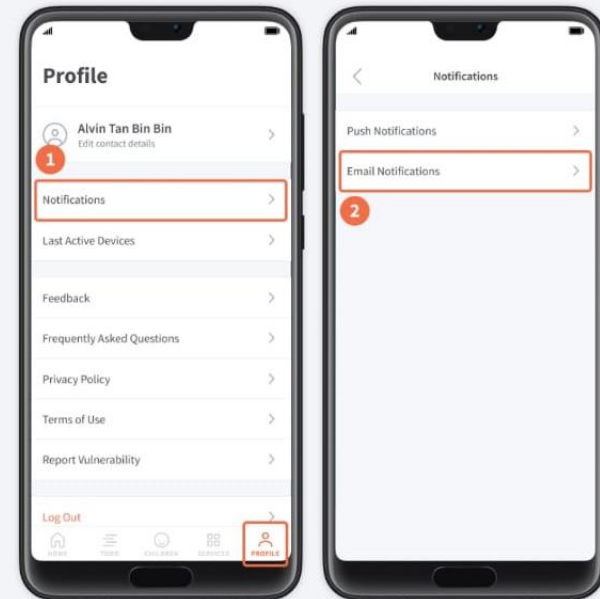 Profile
Alvin Tan Bin Bin
Edit contact details
1
Notifications
Last Active Devices
Feedback
Frequently Asked Questions
Privacy Policy
Terms of Use
Report Vulnerability
Log Out
HOME TODO CHILDREN SERVICES PROFILE
Notifications
Push Notifications
Email Notifications
2